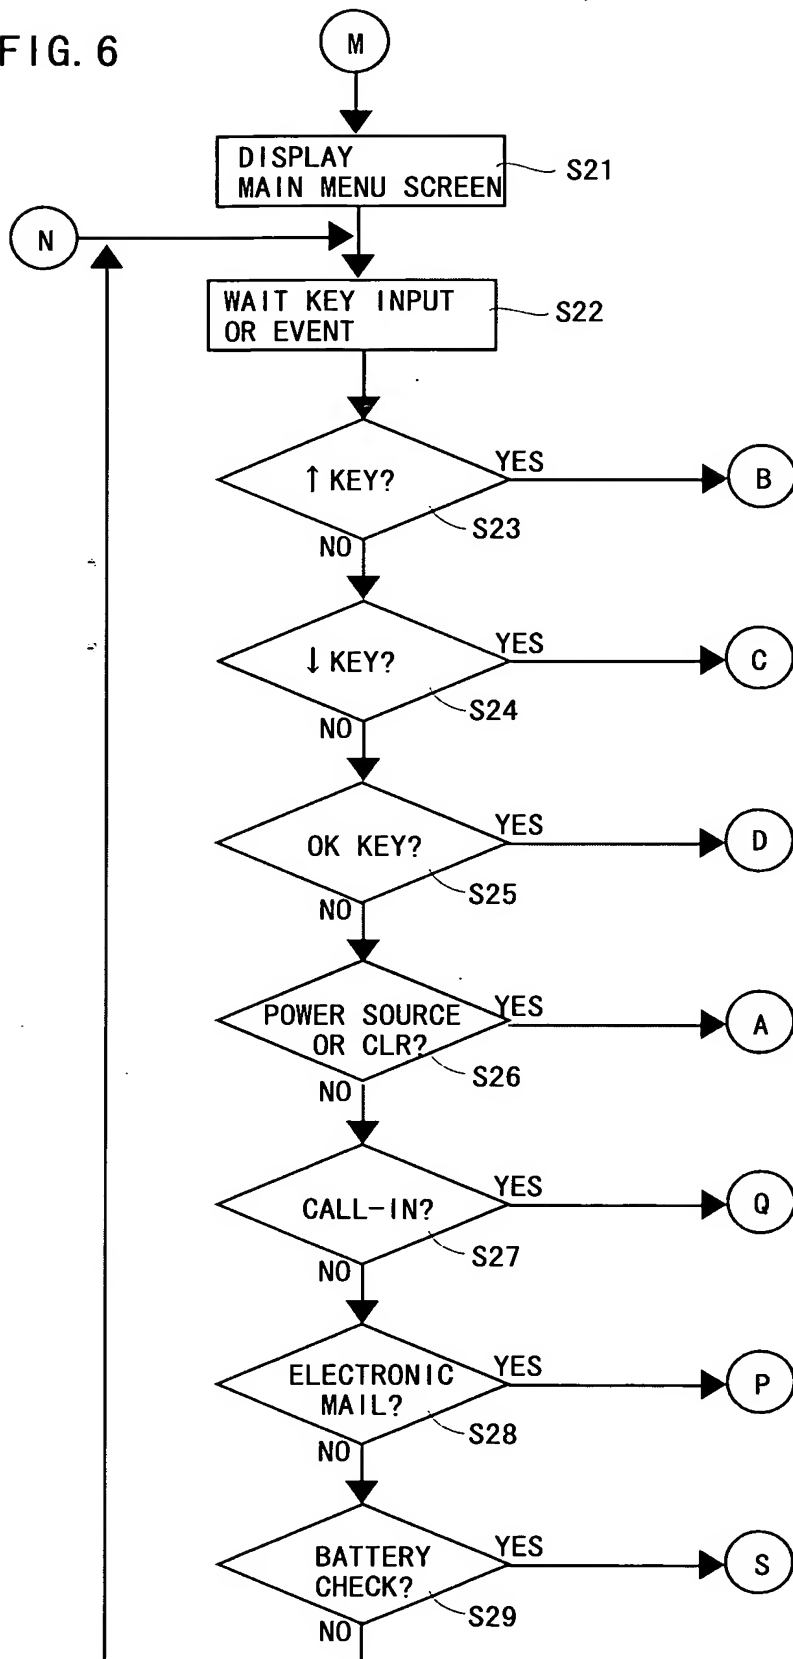 FIG. 6
M
DISPLAY
MAIN MENU SCREEN
S21
N
WAIT KEY INPUT
OR EVENT
S22
↑ KEY?
YES
B
S23
NO
↓ KEY?
YES
C
S24
NO
OK KEY?
YES
D
S25
NO
POWER SOURCE
OR CLR?
YES
A
S26
NO
CALL-IN?
YES
Q
S27
NO
ELECTRONIC
MAIL?
YES
P
S28
NO
BATTERY
CHECK?
YES
S
S29
NO